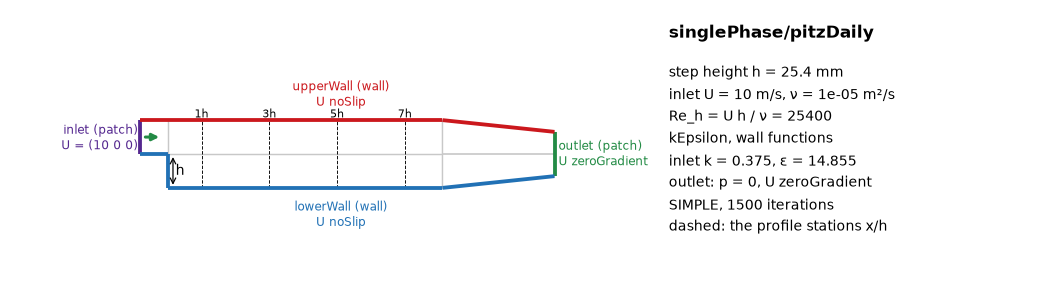 singlePhase/pitzDaily
step height h = 25.4 mm
inlet U = 10 m/s, ν = 1e-05 m²/s
Re_h = U h / ν = 25400
kEpsilon, wall functions
inlet k = 0.375, ε = 14.855
outlet: p = 0, U zeroGradient
SIMPLE, 1500 iterations
dashed: the profile stations x/h
upperWall (wall)
U noSlip
1h 3h 5h 7h
inlet (patch)
U = (10 0 0)
h
outlet (patch)
U zeroGradient
lowerWall (wall)
U noSlip